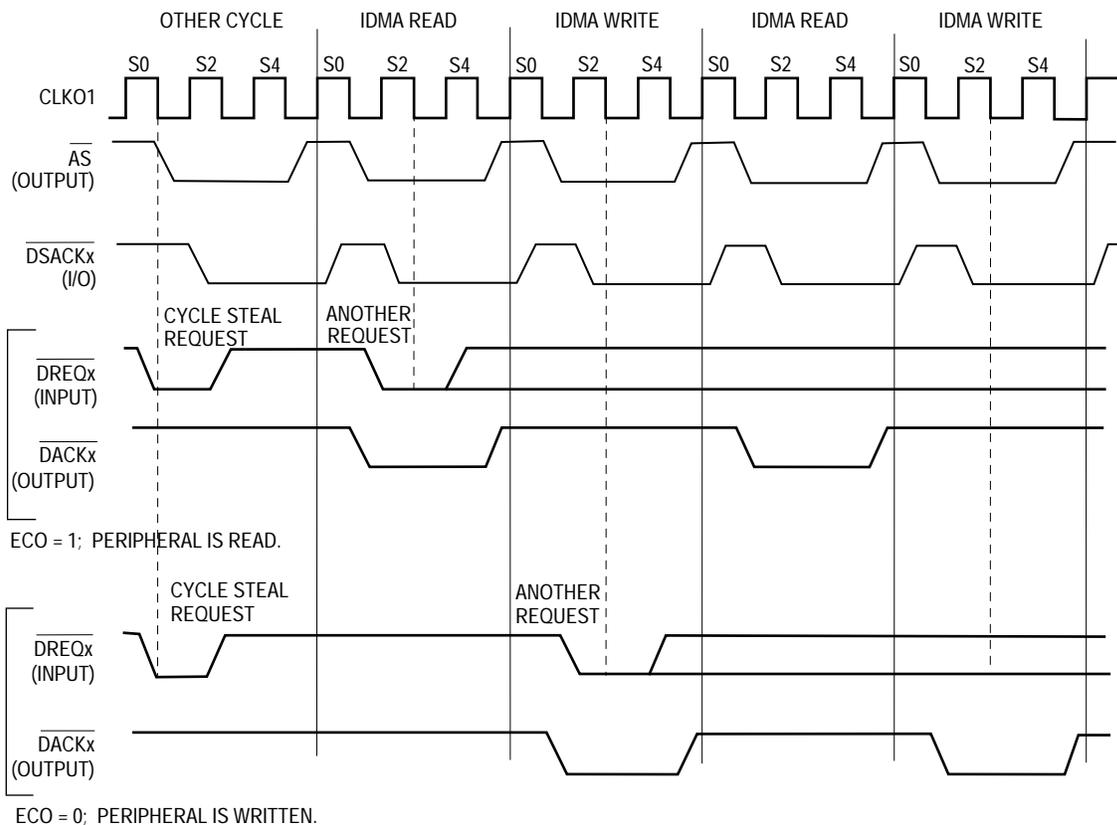 OTHER CYCLE IDMA READ IDMA WRITE IDMA READ IDMA WRITE
S0 S2 S4 S0 S2 S4 S0 S2 S4 S0 S2 S4 S0 S2 S4
CLKO1
AS
(OUTPUT)
DSACKx
(I/O)
CYCLE STEAL
REQUEST
ANOTHER
REQUEST
DREQx
(INPUT)
DACKx
(OUTPUT)
ECO = 1; PERIPHERAL IS READ.
CYCLE STEAL
REQUEST
ANOTHER
REQUEST
DREQx
(INPUT)
DACKx
(OUTPUT)
ECO = 0; PERIPHERAL IS WRITTEN.